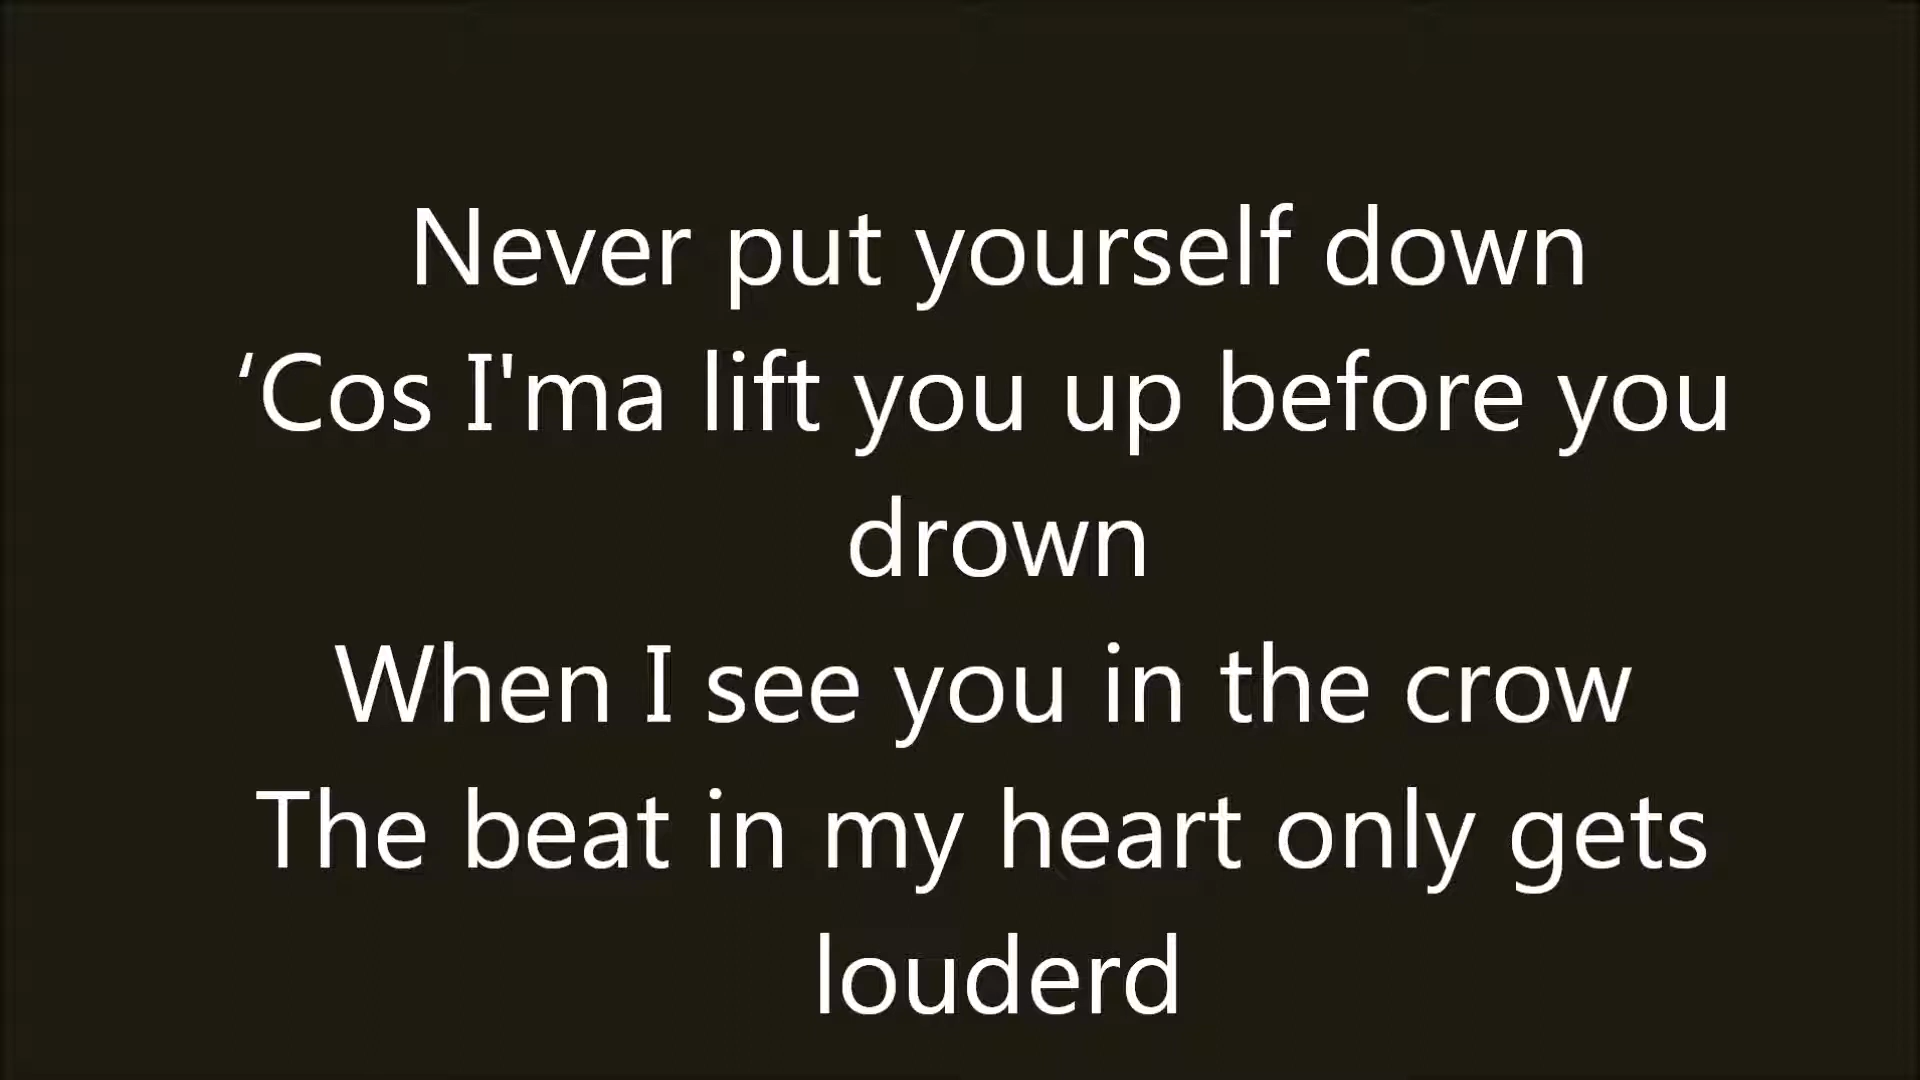 Never put yourself down
‘Cos I'ma lift you up before you
drown
When I see you in the crow
The beat in my heart only gets
louderd